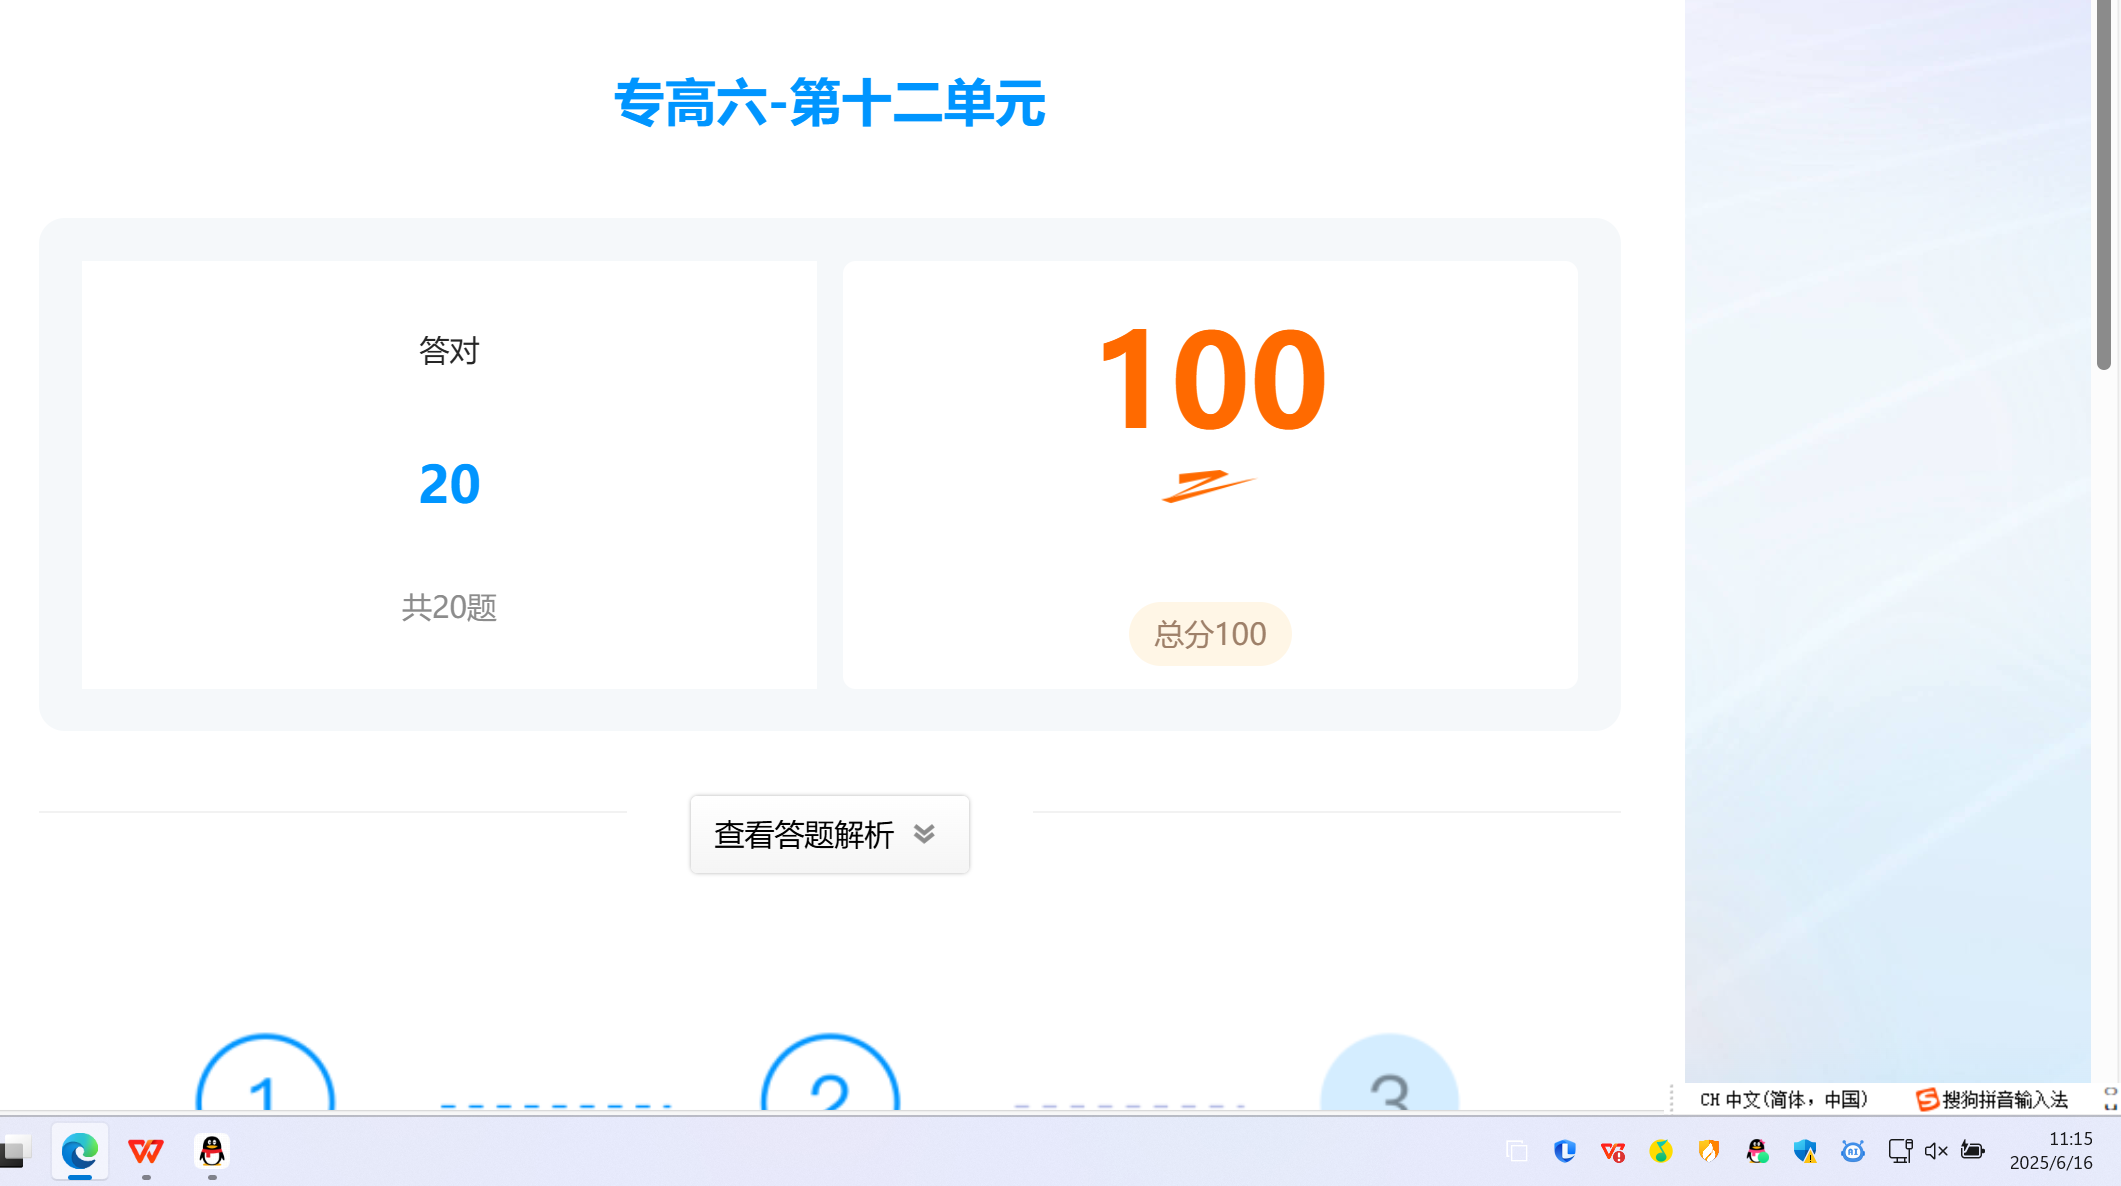 专高六-第十二单元
答对
20
共20题
100
总分100
查看答题解析
1
2
3
CH 中文(简体，中国)
搜狗拼音输入法
11:15
2025/6/16